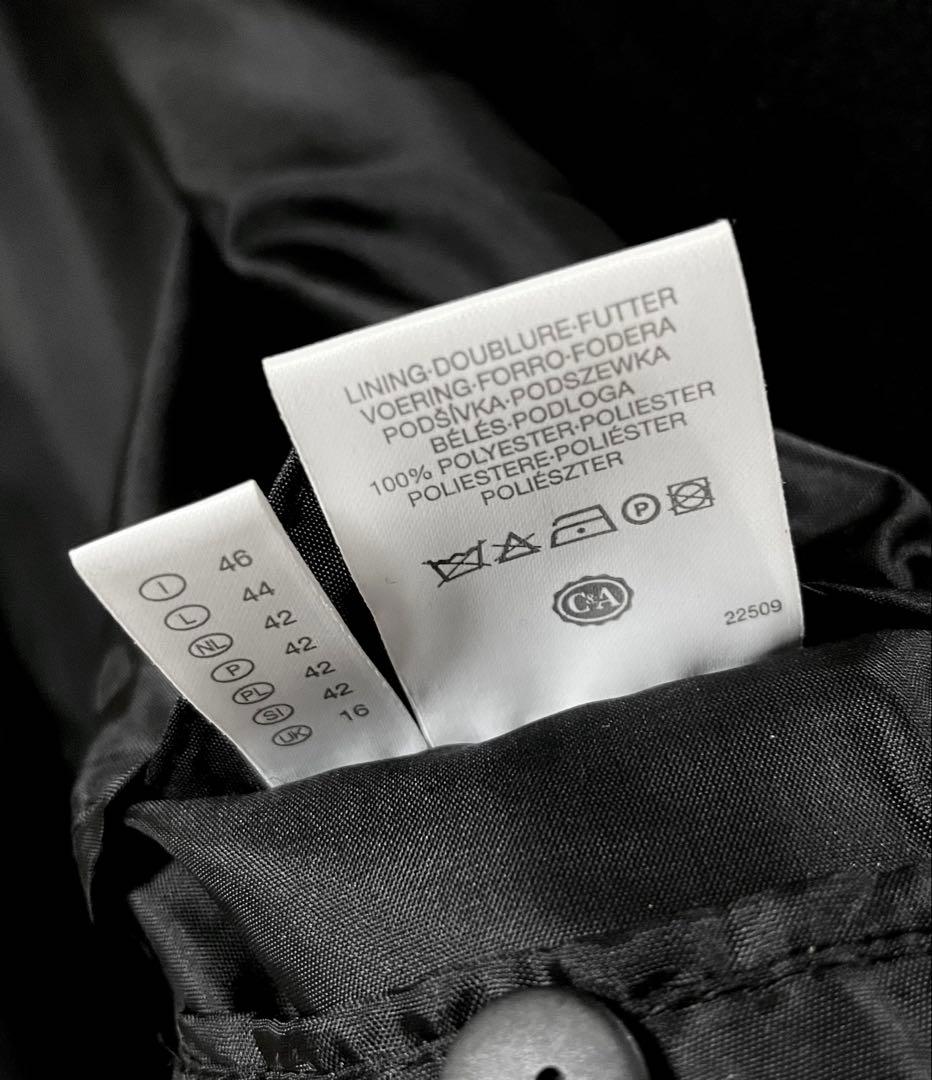 I 46
L 44
NL 42
P 42
PL 42
SI 42
UK 16
LINING·DOUBLURE·FUTTER
VOERING·FORRO·FODERA
PODŠÍVKA·PODSZEWKA
BÉLÉS·PODLOGA
100% POLYESTER·POLIESTER
POLIESTERE·POLIÉSTER
POLIÉSZTER
P
C&A
22509